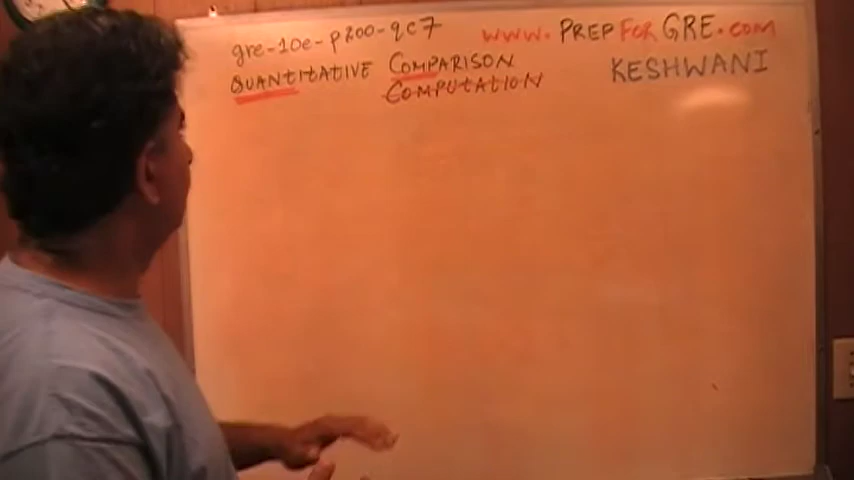 gre-10e-p200-qc7
www.PREPFORGRE.com
QUANTITATIVE COMPARISON
COMPUTATION
KESHWANI